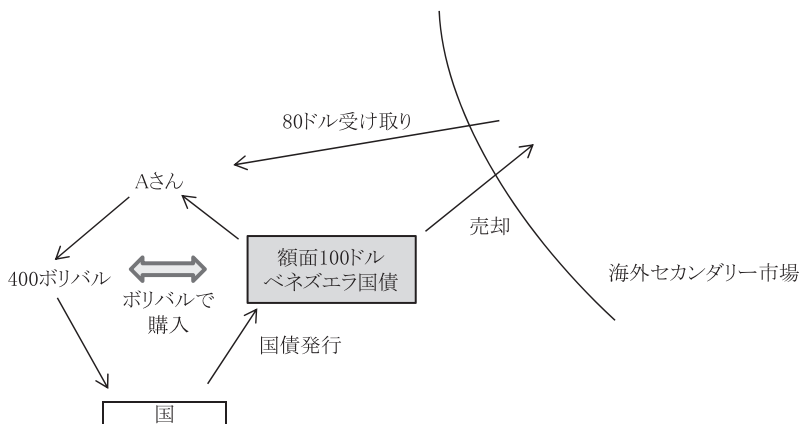 80ドル受け取り
Aさん
売却
額面100ドル
ベネズエラ国債
海外セカンダリー市場
400ボリバル
ボリバルで
購入
国債発行
国